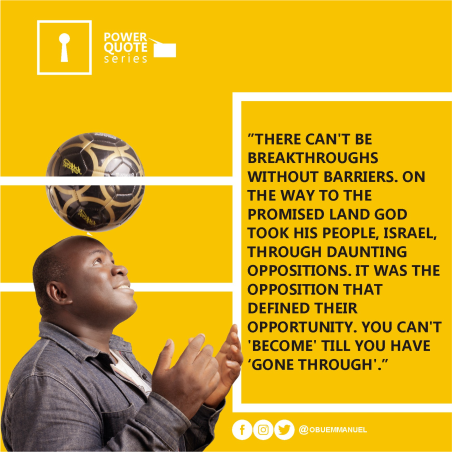 POWER
QUOTE
series
"THERE CAN'T BE
BREAKTHROUGHS
WITHOUT BARRIERS. ON
THE WAY TO THE
PROMISED LAND GOD
TOOK HIS PEOPLE, ISRAEL,
THROUGH DAUNTING
OPPOSITIONS. IT WAS THE
OPPOSITION THAT
DEFINED THEIR
OPPORTUNITY. YOU CAN'T
'BECOME' TILL YOU HAVE
'GONE THROUGH'."
@OBUEMMANUEL